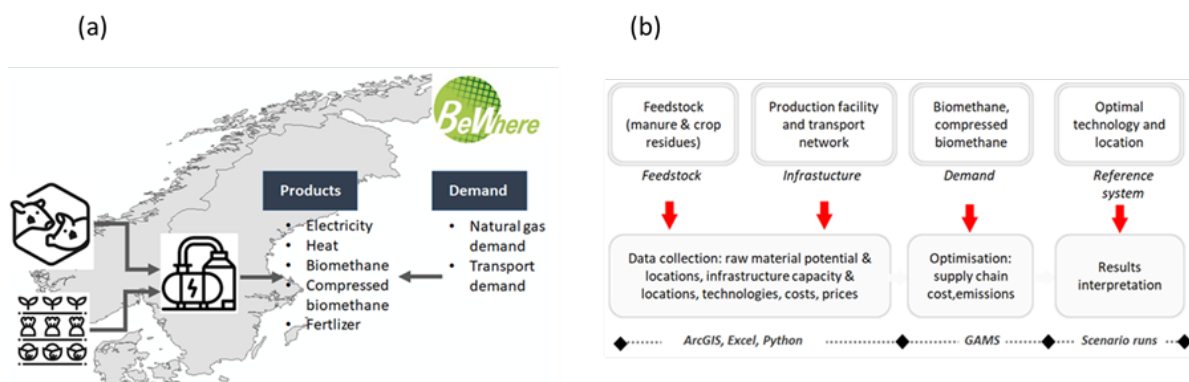 (a)
BeWhere
Products
Electricity
Heat
Biomethane
Compressed
biomethane
Fertlizer
Demand
Natural gas
demand
Transport
demand
(b)
Feedstock
(manure & crop
residues)
Production facility
and transport
network
Biomethane,
compressed
biomethane
Optimal
technology and
location
Feedstock
Infrastucture
Demand
Reference
system
Data collection: raw material potential &
locations, infrastructure capacity &
locations, technologies, costs, prices
Optimisation:
supply chain
cost,emissions
Results
interpretation
ArcGIS, Excel, Python
GAMS
Scenario runs